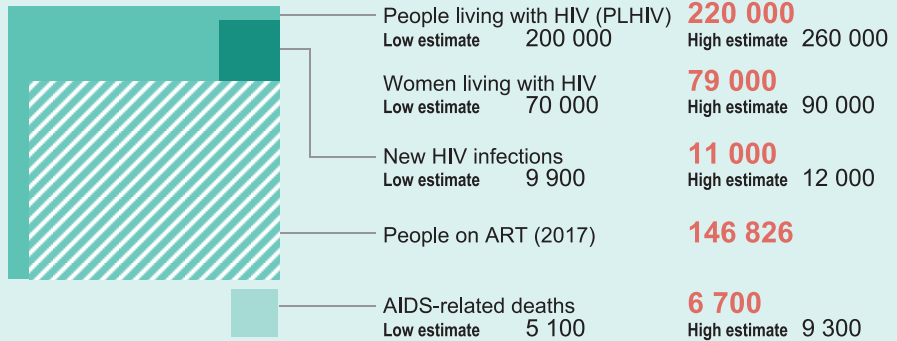 People living with HIV (PLHIV) 220 000
Low estimate 200 000 High estimate 260 000
Women living with HIV 79 000
Low estimate 70 000 High estimate 90 000
New HIV infections 11 000
Low estimate 9 900 High estimate 12 000
People on ART (2017) 146 826
AIDS-related deaths 6 700
Low estimate 5 100 High estimate 9 300